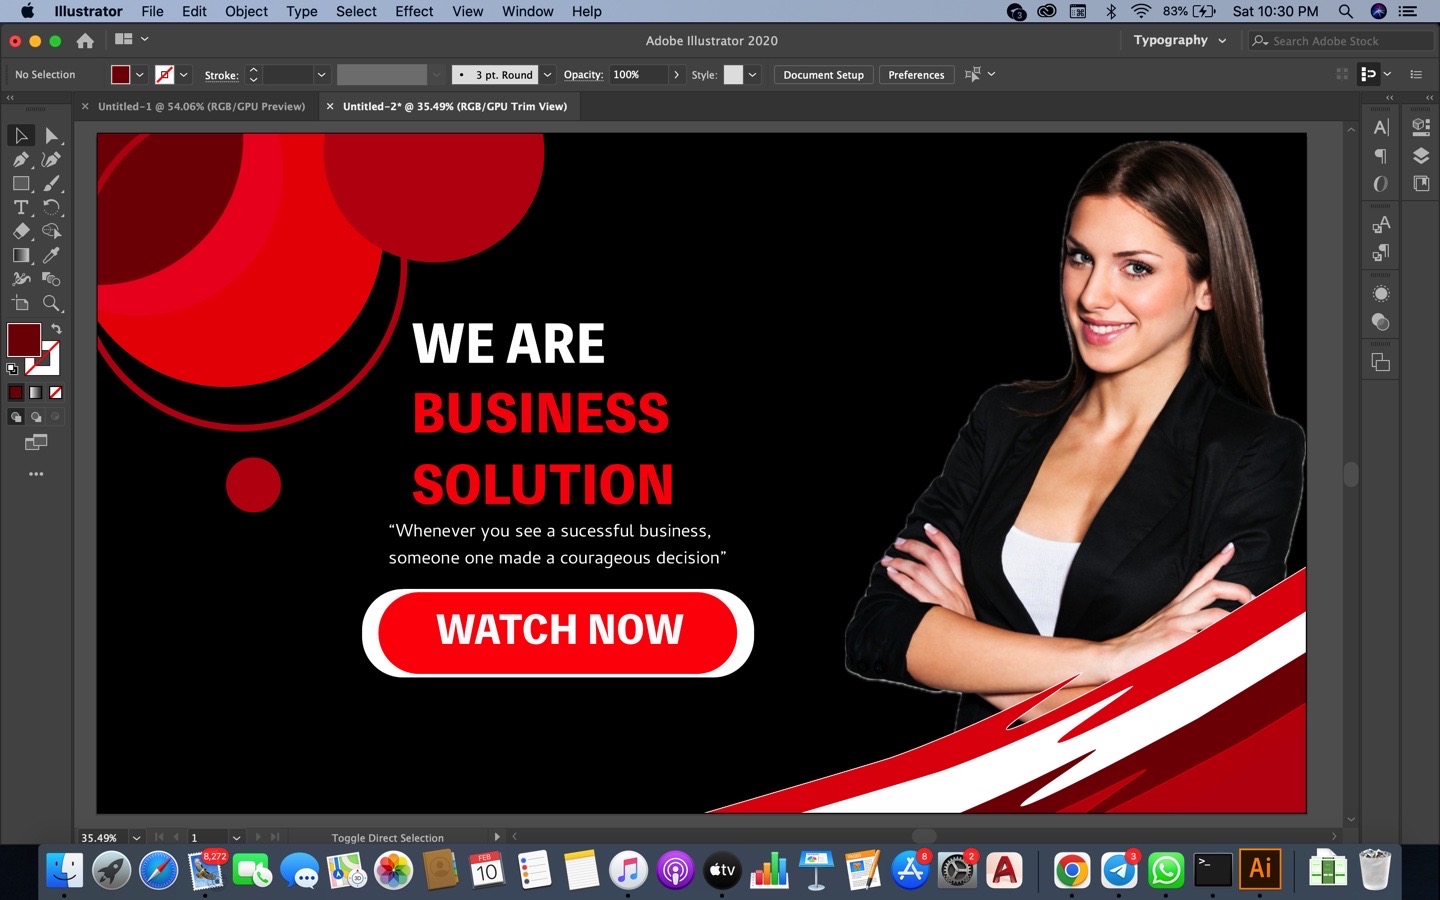 Illustrator File Edit Object Type Select Effect View Window Help
3
83%
Sat 10:30 PM
Adobe Illustrator 2020
Typography
Search Adobe Stock
No Selection
Stroke:
3 pt. Round
Opacity: 100%
Style:
Document Setup
Preferences
Untitled-1 @ 54.06% (RGB/GPU Preview)
Untitled-2* @ 35.49% (RGB/GPU Trim View)
WE ARE
BUSINESS
SOLUTION
“Whenever you see a sucessful business,
someone one made a courageous decision”
WATCH NOW
35.49%
1
Toggle Direct Selection
8,272
FEB
10
3D
tv
8
2
3
>_
Ai